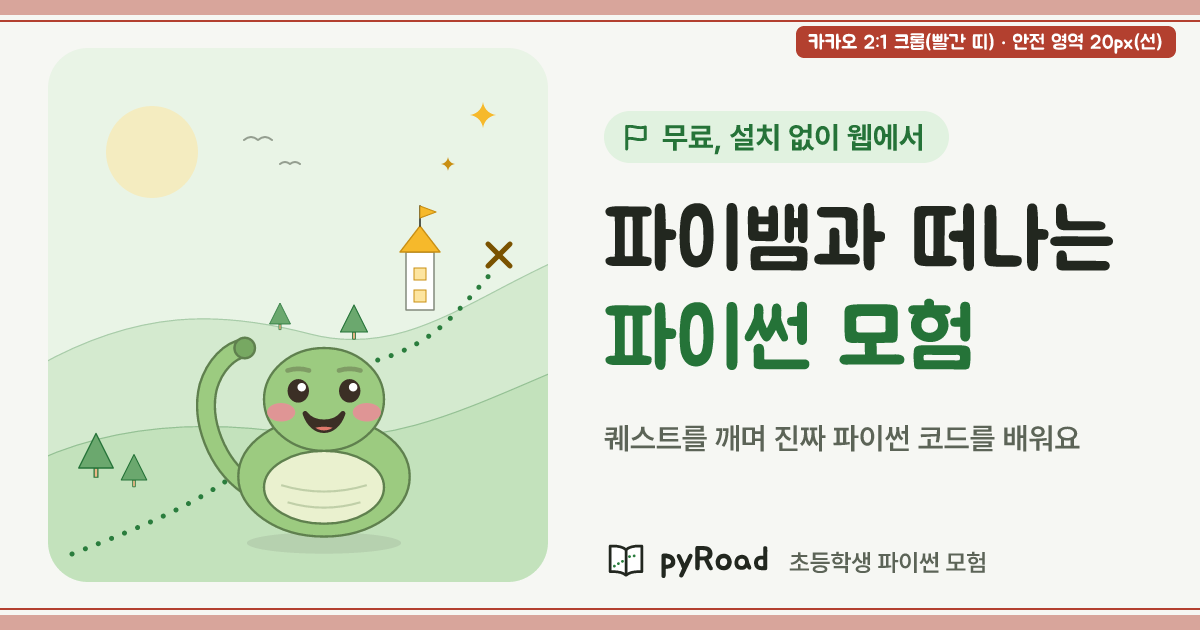 카카오 2:1 크롭(빨간 띠) · 안전 영역 20px(선)
무료, 설치 없이 웹에서
파이뱀과 떠나는
파이썬 모험
퀘스트를 깨며 진짜 파이썬 코드를 배워요
pyRoad 초등학생 파이썬 모험